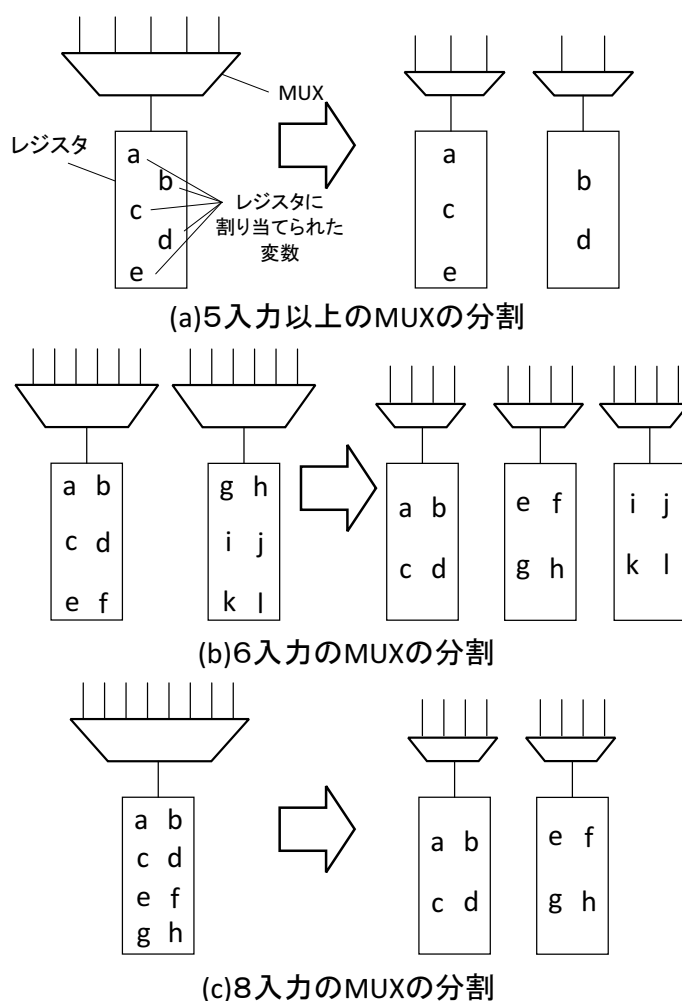 MUX
レジスタ
a
b
c
d
e
レジスタに
割り当てられた
変数
a
c
e
b
d
(a)5入力以上のMUXの分割
a b
c d
e f
g h
i j
k l
a b
c d
e f
g h
i j
k l
(b)6入力のMUXの分割
a b
c d
e f
g h
a b
c d
e f
g h
(c)8入力のMUXの分割